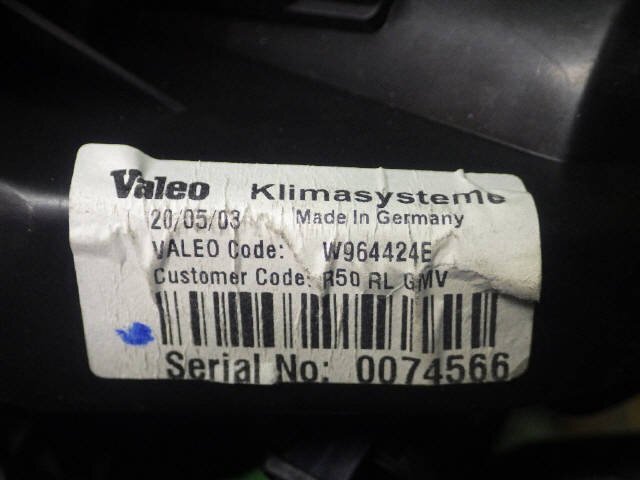 Valeo Klimasysteme
20/05/03 Made In Germany
VALEO Code: W964424E
Customer Code: R50 RL GMV
Serial No: 0074566